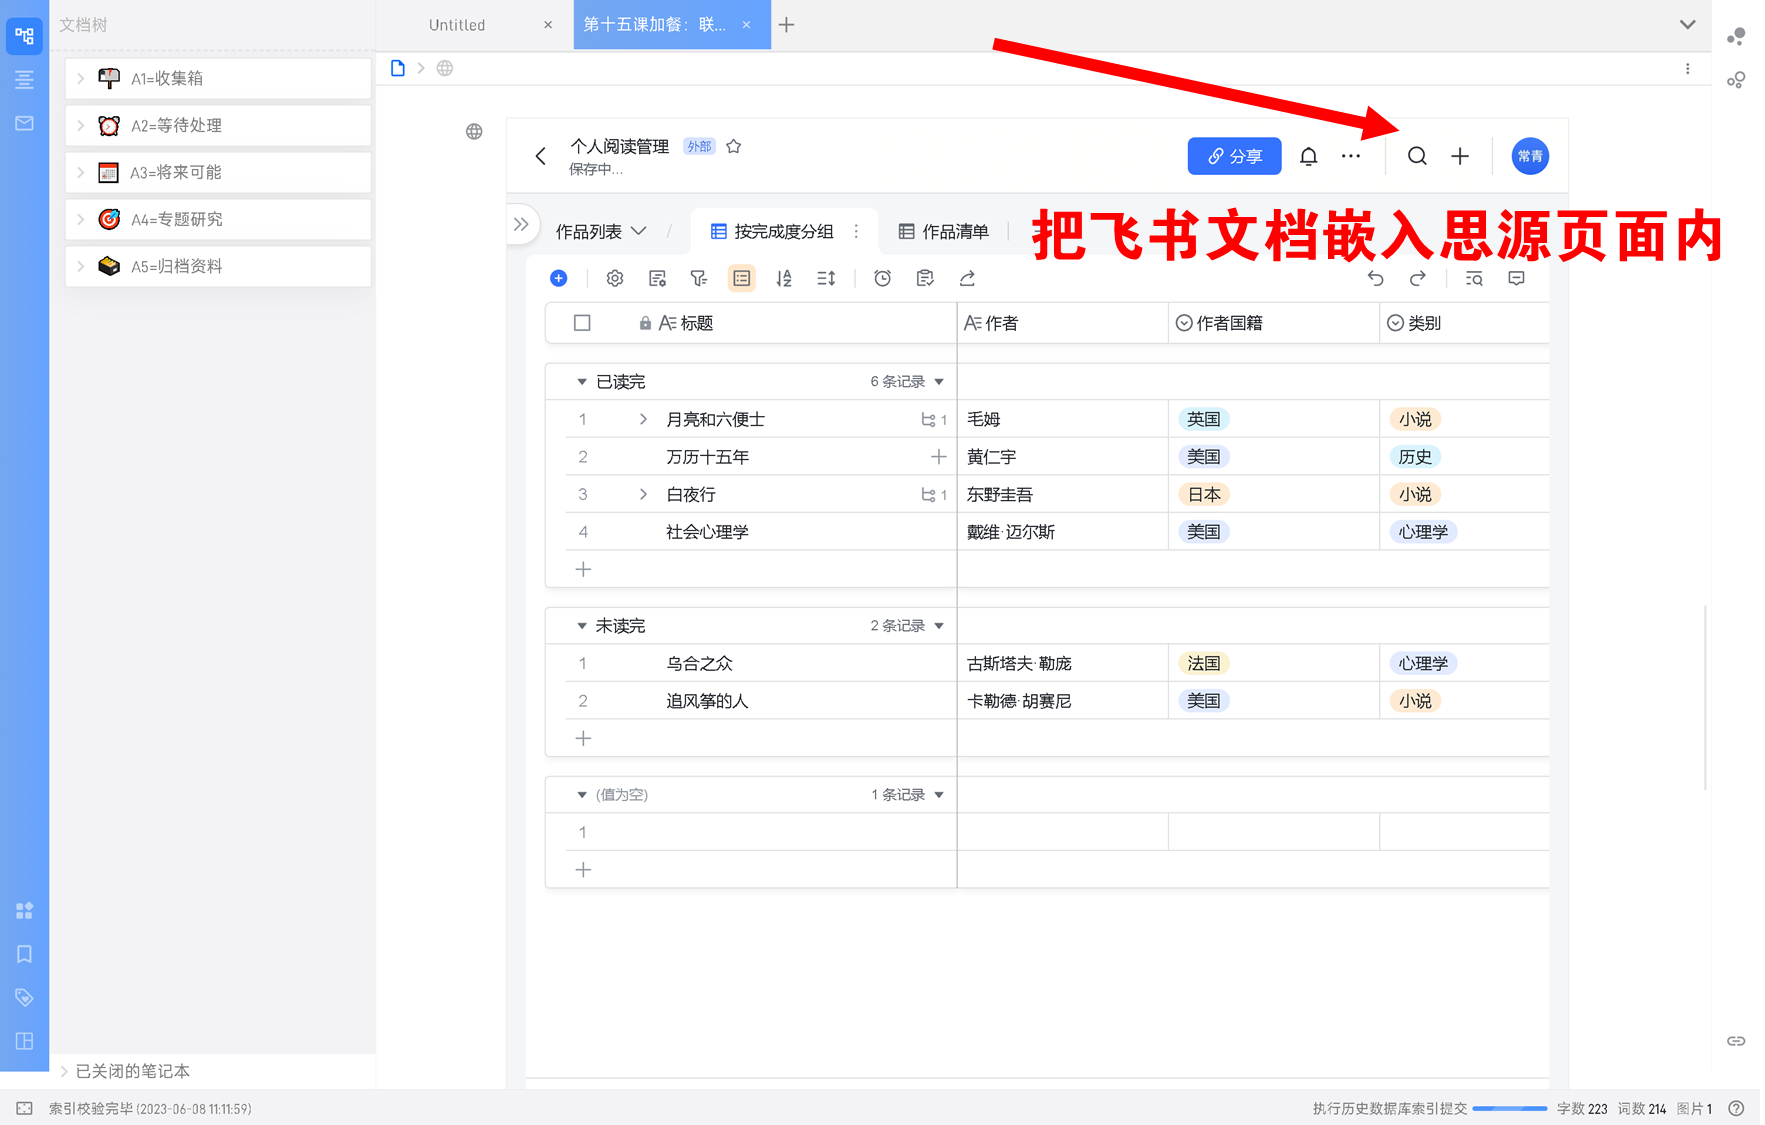 文档树
Untitled
第十五课加餐：联...
A1=收集箱
A2=等待处理
A3=将来可能
A4=专题研究
A5=归档资料
已关闭的笔记本
个人阅读管理 外部
保存中...
分享
常青
把飞书文档嵌入思源页面内
作品列表 / 按完成度分组 作品清单
标题 作者 作者国籍 类别
已读完 6 条记录
1 月亮和六便士 1 毛姆 英国 小说
2 万历十五年 黄仁宇 美国 历史
3 白夜行 1 东野圭吾 日本 小说
4 社会心理学 戴维·迈尔斯 美国 心理学
未读完 2 条记录
1 乌合之众 古斯塔夫·勒庞 法国 心理学
2 追风筝的人 卡勒德·胡赛尼 美国 小说
(值为空) 1 条记录
1
索引校验完毕 (2023-06-08 11:11:59)
执行历史数据库索引提交 字数 223 词数 214 图片 1